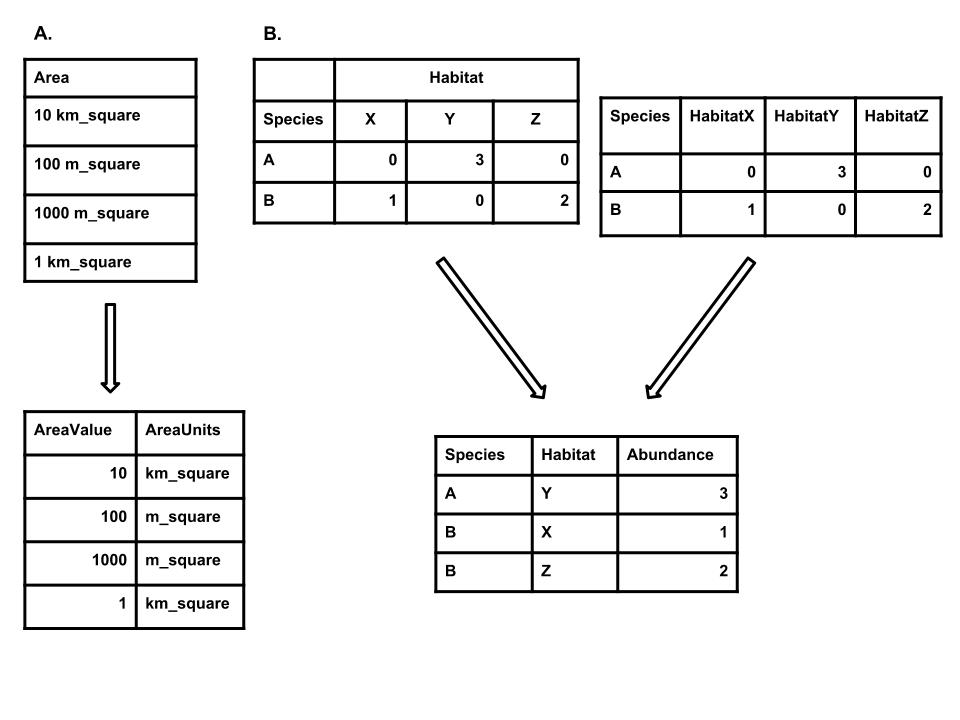 A.
Area
10 km_square
100 m_square
1000 m_square
1 km_square
AreaValue AreaUnits
10 km_square
100 m_square
1000 m_square
1 km_square
B.
Habitat
Species X Y Z
A 0 3 0
B 1 0 2
Species HabitatX HabitatY HabitatZ
A 0 3 0
B 1 0 2
Species Habitat Abundance
A Y 3
B X 1
B Z 2